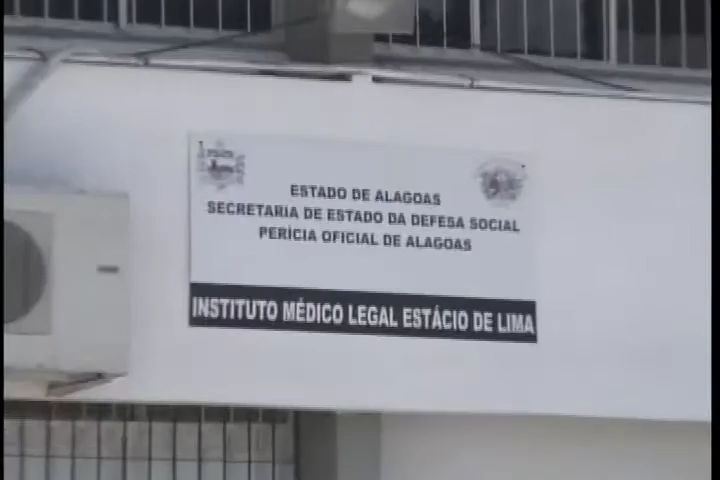 ESTADO DE ALAGOAS
SECRETARIA DE ESTADO DA DEFESA SOCIAL
PERÍCIA OFICIAL DE ALAGOAS
INSTITUTO MÉDICO LEGAL ESTÁCIO DE LIMA